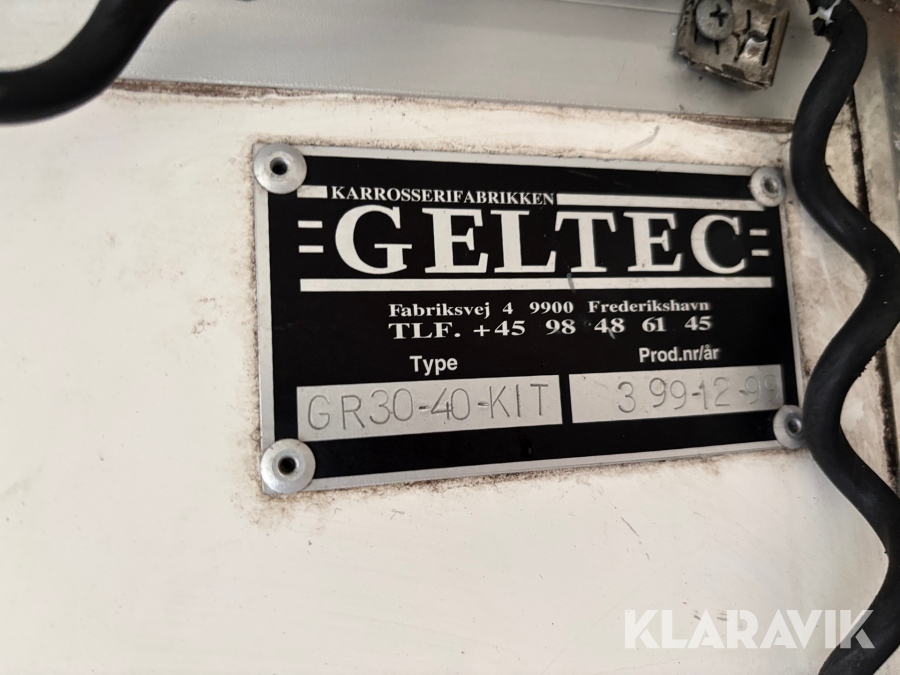 KARROSSERIFABRIKKEN
GELTEC
Fabriksvej 4 9900 Frederikshavn
TLF. +45 98 48 61 45
Type Prod.nr/år
GR30-40-KIT 3 99-12-99
KLARAVIK